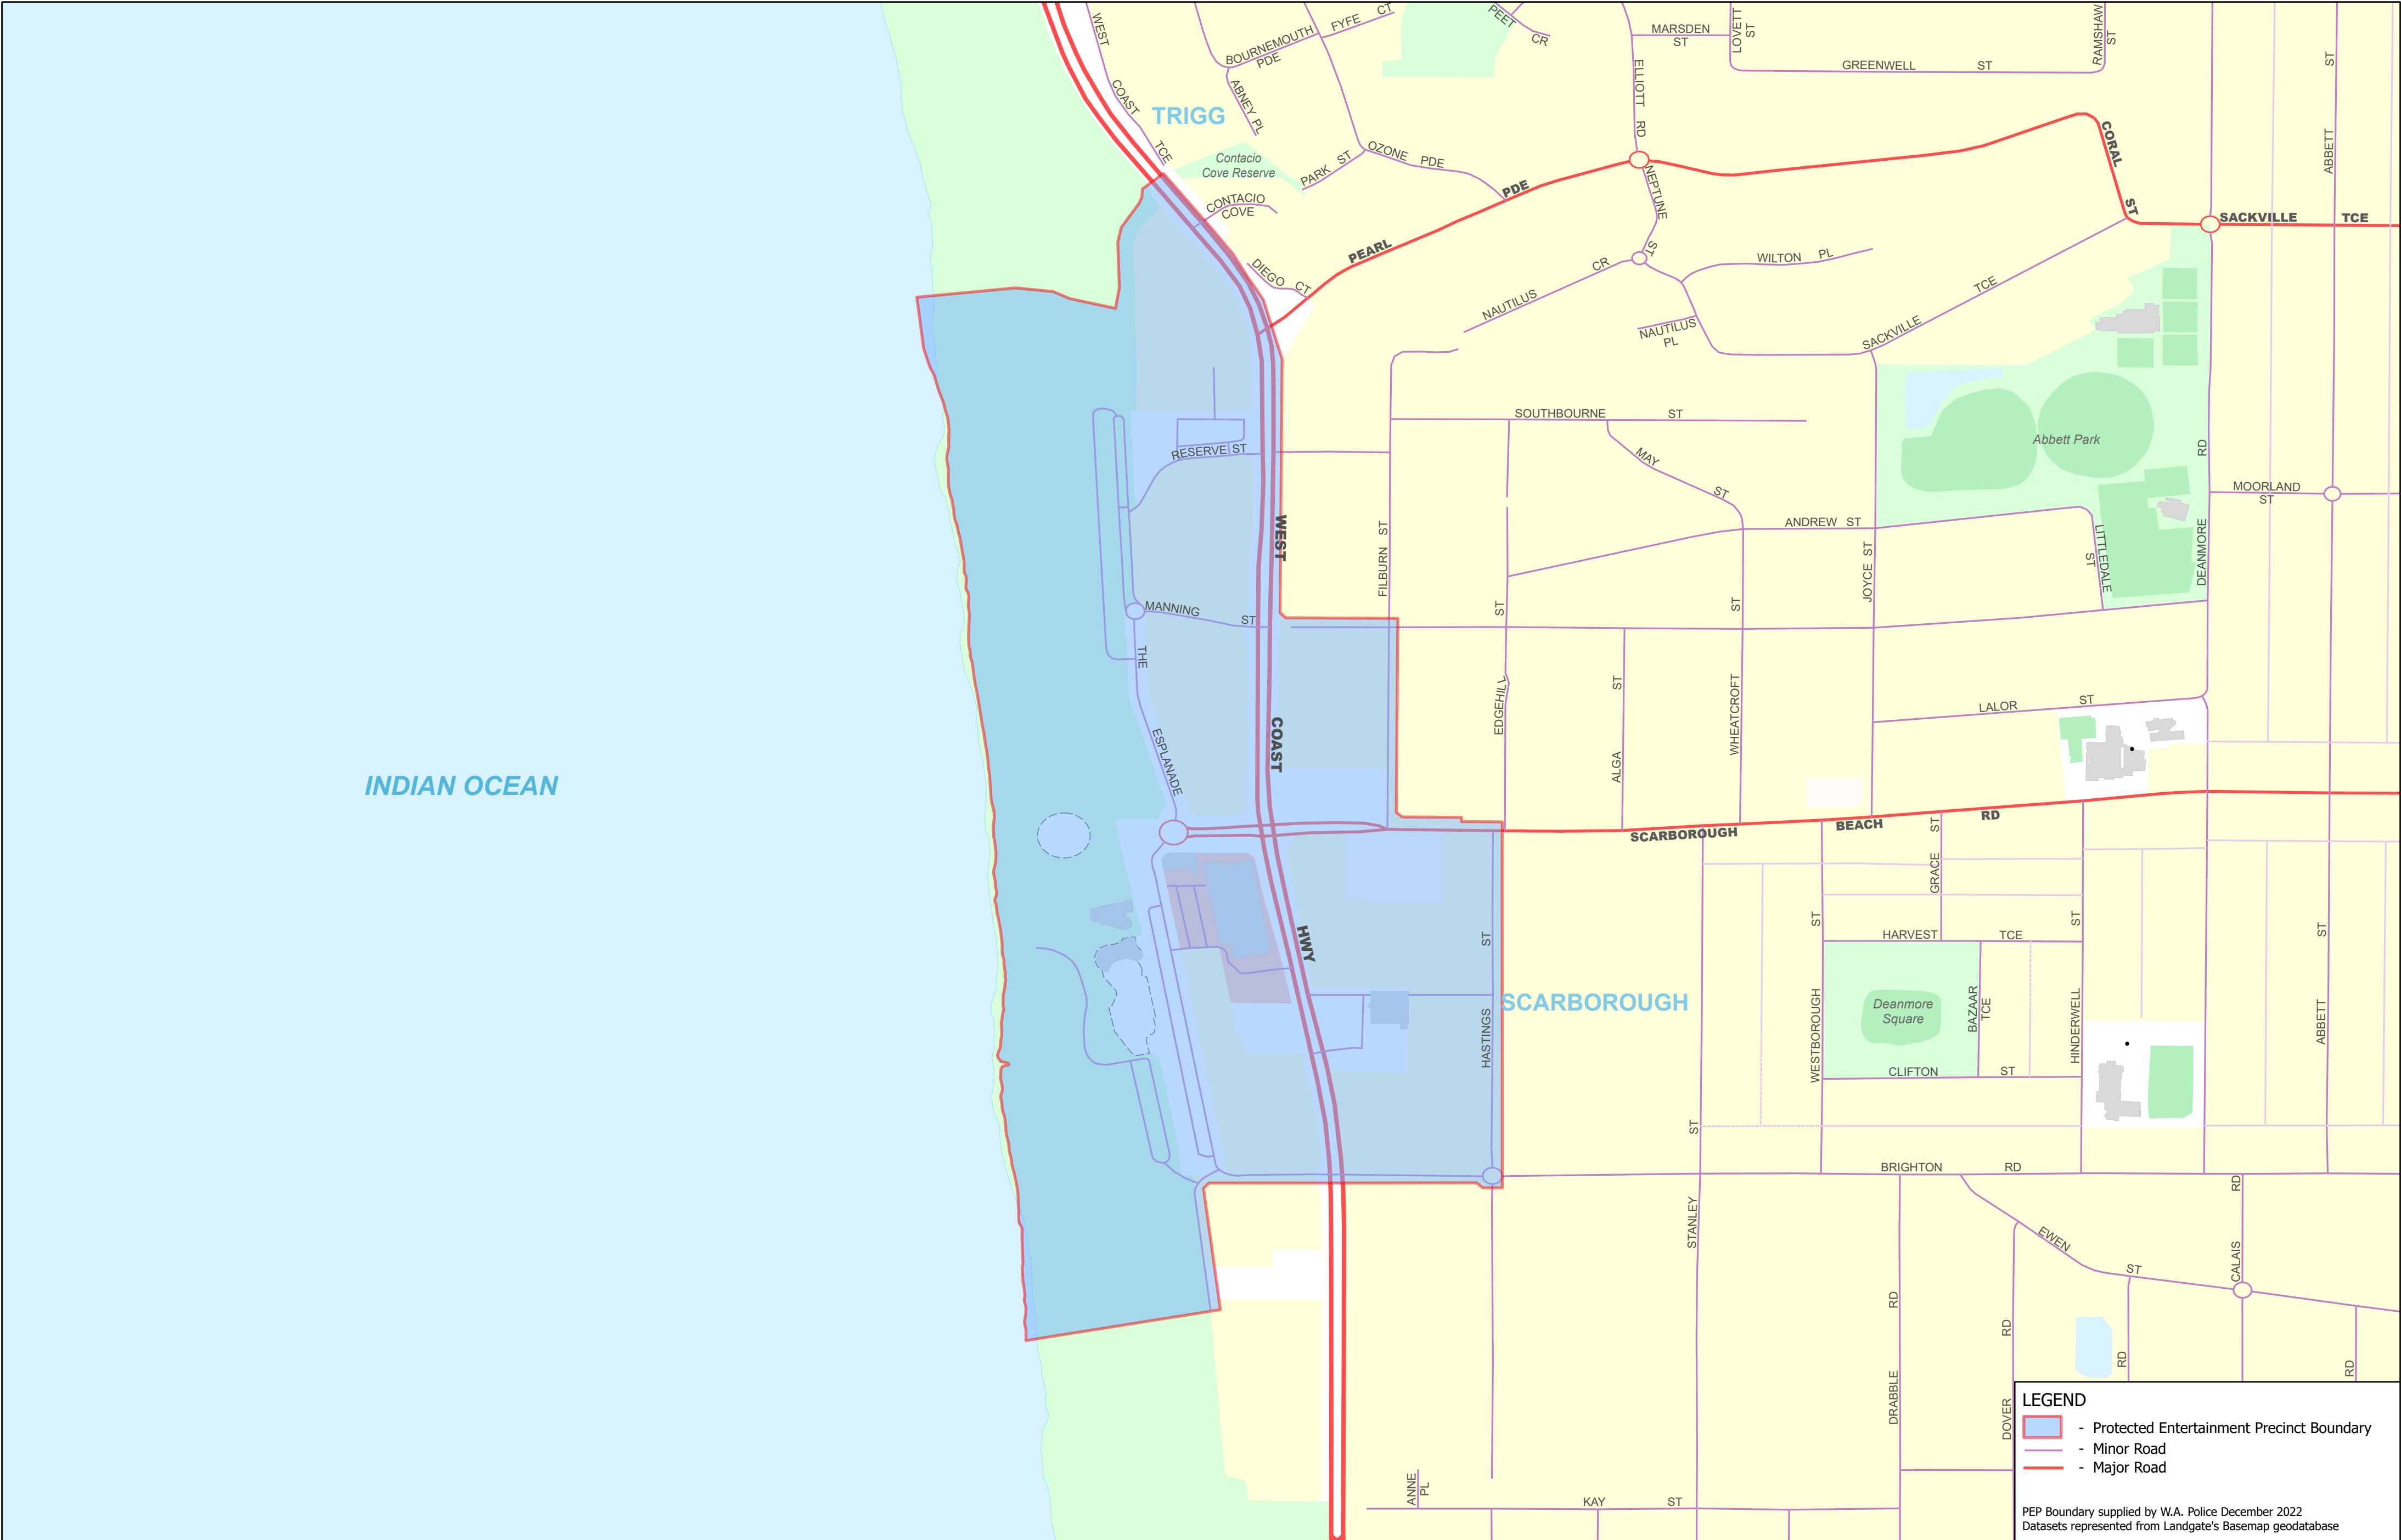 WEST
COAST
TCE
BOURNEMOUTH
PDE
FYFE CT
ABNEY PL
PEET
CR
MARSDEN
ST
LOVETT
ST
RAMSHAW
ST
GREENWELL ST
ELLIOTT RD
TRIGG
Contacio
Cove Reserve
PARK ST
OZONE PDE
CONTACIO
COVE
DIEGO CT
PEARL PDE
NEPTUNE
ST
CORAL ST
SACKVILLE TCE
ABBETT ST
NAUTILUS CR
WILTON PL
NAUTILUS
PL
SACKVILLE TCE
SOUTHBOURNE ST
RESERVE ST
MAY ST
Abbett Park
DEANMORE RD
MOORLAND
ST
ANDREW ST
LITTLEDALE
ST
WEST COAST HWY
FILBURN ST
JOYCE ST
MANNING ST
THE ESPLANADE
EDGEHILL ST
ALGA ST
WHEATCROFT ST
LALOR ST
INDIAN OCEAN
SCARBOROUGH BEACH RD
GRACE ST
HARVEST TCE
HASTINGS ST
SCARBOROUGH
WESTBOROUGH ST
Deanmore
Square
BAZAAR
TCE
HINDERWELL ST
ABBETT ST
CLIFTON ST
STANLEY ST
BRIGHTON RD
EWEN ST
CALAIS RD
DRABBLE RD
DOVER RD
RD
RD
ANNE
PL
KAY ST
LEGEND
- Protected Entertainment Precinct Boundary
- Minor Road
- Major Road
PEP Boundary supplied by W.A. Police December 2022
Datasets represented from Landgate's Basemap geodatabase